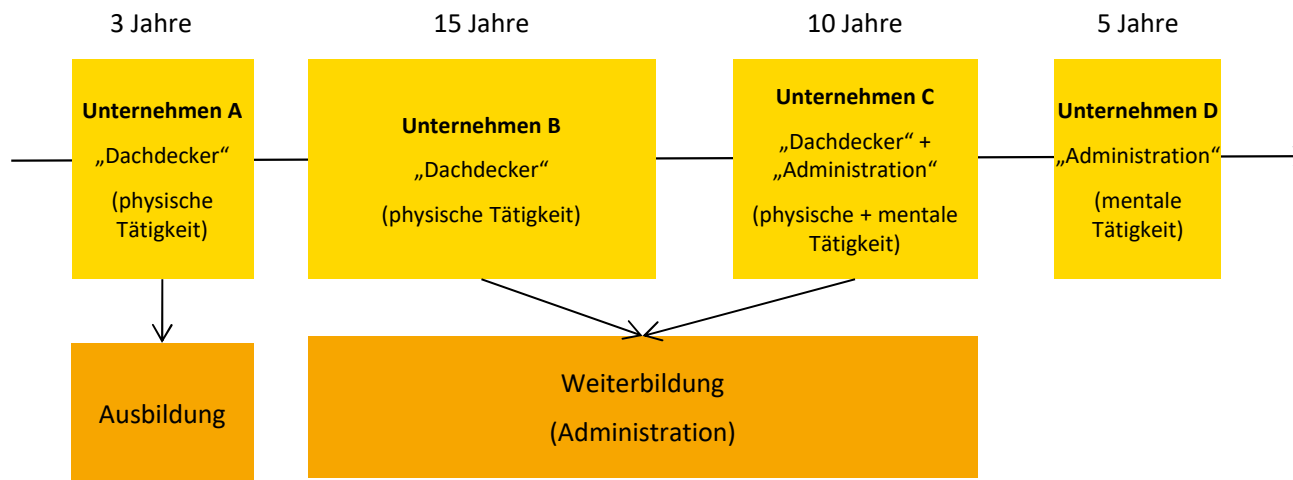 3 Jahre
15 Jahre
10 Jahre
5 Jahre
Unternehmen A
„Dachdecker“
(physische
Tätigkeit)
Unternehmen B
„Dachdecker“
(physische Tätigkeit)
Unternehmen C
„Dachdecker“ +
„Administration“
(physische + mentale
Tätigkeit)
Unternehmen D
„Administration“
(mentale
Tätigkeit)
Ausbildung
Weiterbildung
(Administration)